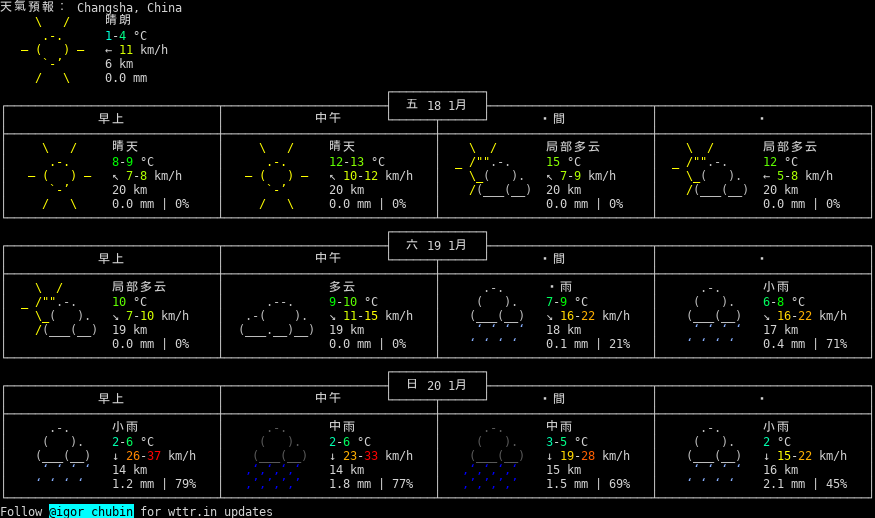 天氣預報： Changsha, China
晴朗
1-4 °C
← 11 km/h
6 km
0.0 mm
五 18 1月
早上 中午 ·間 ·
晴天 晴天 局部多云 局部多云
8-9 °C 12-13 °C 15 °C 12 °C
↖ 7-8 km/h ↖ 10-12 km/h ↖ 7-9 km/h ← 5-8 km/h
20 km 20 km 20 km 20 km
0.0 mm | 0% 0.0 mm | 0% 0.0 mm | 0% 0.0 mm | 0%
六 19 1月
早上 中午 ·間 ·
局部多云 多云 ·雨 小雨
10 °C 9-10 °C 7-9 °C 6-8 °C
↘ 7-10 km/h ↘ 11-15 km/h ↘ 16-22 km/h ↘ 16-22 km/h
19 km 19 km 18 km 17 km
0.0 mm | 0% 0.0 mm | 0% 0.1 mm | 21% 0.4 mm | 71%
日 20 1月
早上 中午 ·間 ·
小雨 中雨 中雨 小雨
2-6 °C 2-6 °C 3-5 °C 2 °C
↓ 26-37 km/h ↓ 23-33 km/h ↓ 19-28 km/h ↓ 15-22 km/h
14 km 14 km 15 km 16 km
1.2 mm | 79% 1.8 mm | 77% 1.5 mm | 69% 2.1 mm | 45%
Follow @igor_chubin for wttr.in updates